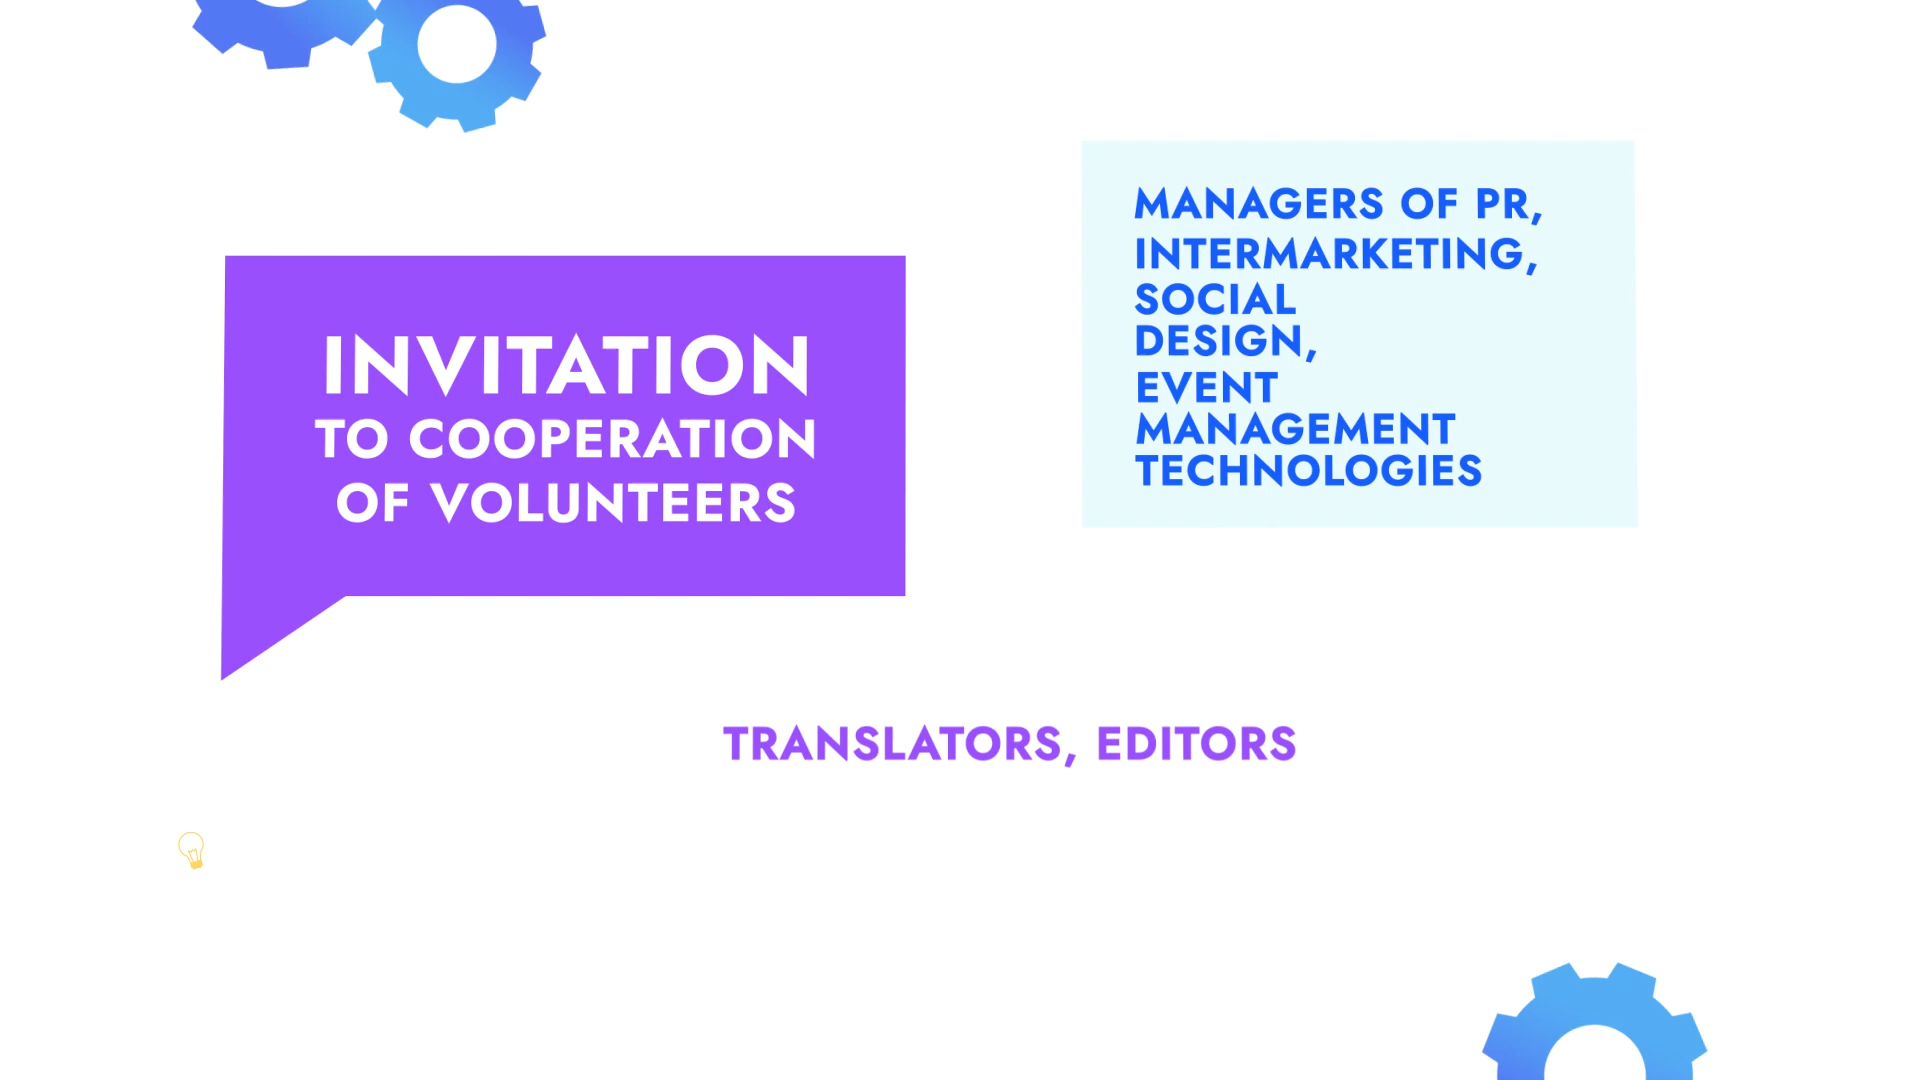 INVITATION
TO COOPERATION
OF VOLUNTEERS
MANAGERS OF PR,
INTERMARKETING,
SOCIAL
DESIGN,
EVENT
MANAGEMENT
TECHNOLOGIES
TRANSLATORS, EDITORS